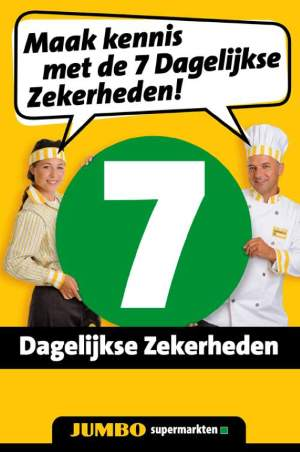 Maak kennis
met de 7 Dagelijkse
Zekerheden!
7
Dagelijkse Zekerheden
JUMBO supermarkten